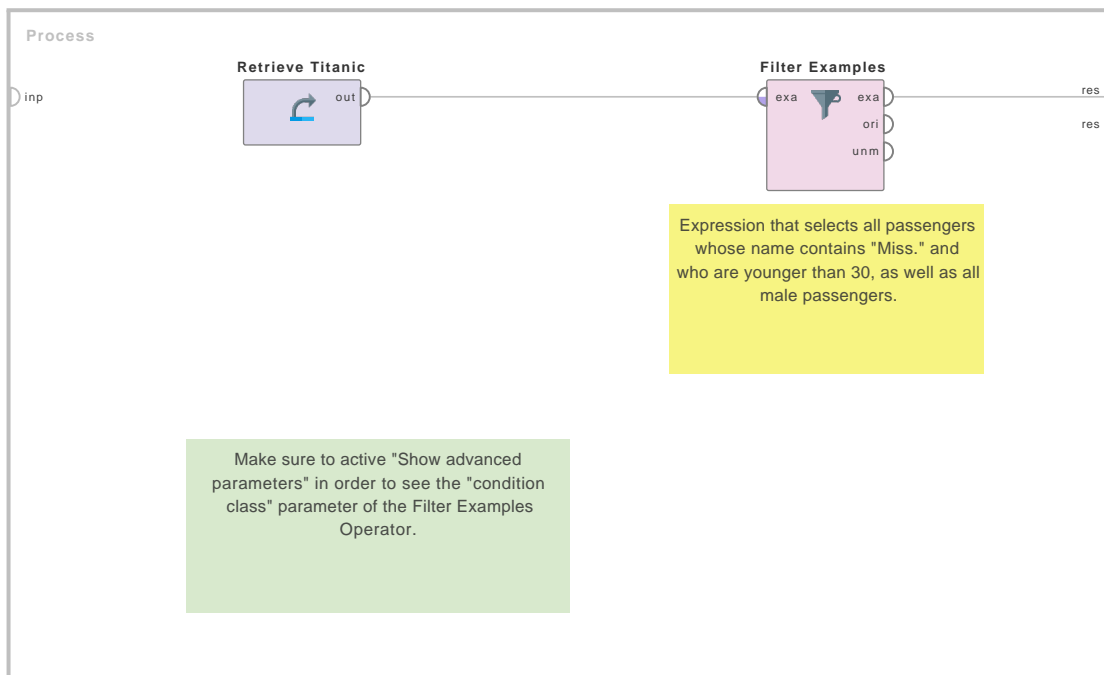 Process
Retrieve Titanic
Filter Examples
inp
out
exa
exa
res
ori
res
unm
Expression that selects all passengers
whose name contains "Miss." and
who are younger than 30, as well as all
male passengers.
Make sure to active "Show advanced
parameters" in order to see the "condition
class" parameter of the Filter Examples
Operator.